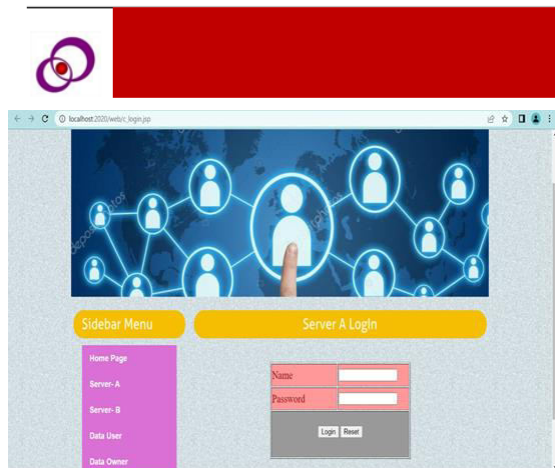 localhost:2020/web/c_login.jsp
depositphotos
Sidebar Menu
Server A LogIn
Home Page
Server- A
Server- B
Data User
Data Owner
Name
Password
Login Reset